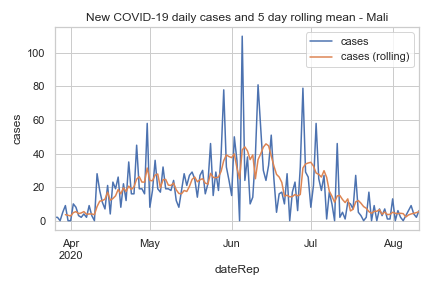 New COVID-19 daily cases and 5 day rolling mean - Mali
cases
cases (rolling)
100
80
60
40
20
0
cases
Apr
2020
May
Jun
Jul
Aug
dateRep